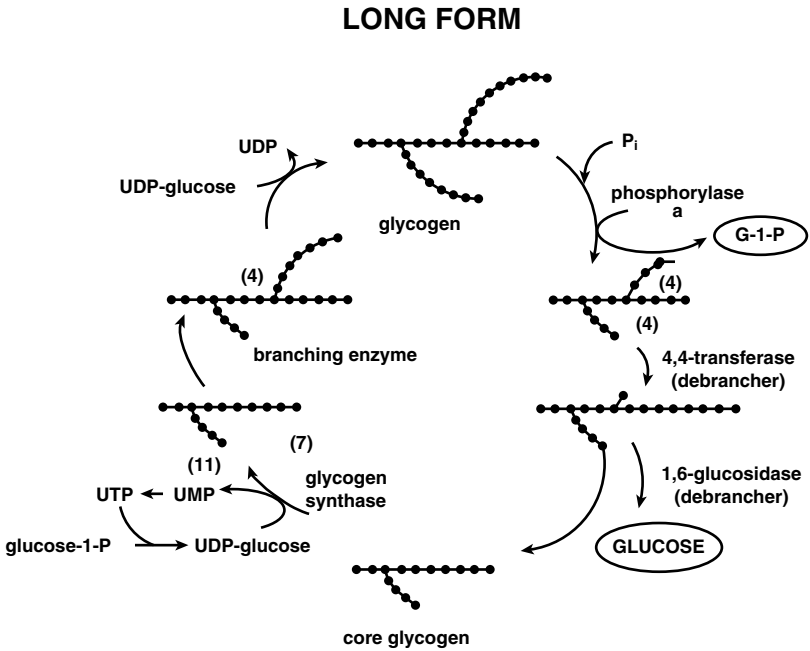 LONG FORM
UDP
UDP-glucose
glycogen
P i
phosphorylase
a
G-1-P
(4)
(4)
(4)
branching enzyme
4,4-transferase
(debrancher)
(7)
(11)
glycogen
synthase
UTP
UMP
glucose-1-P
UDP-glucose
1,6-glucosidase
(debrancher)
GLUCOSE
core glycogen